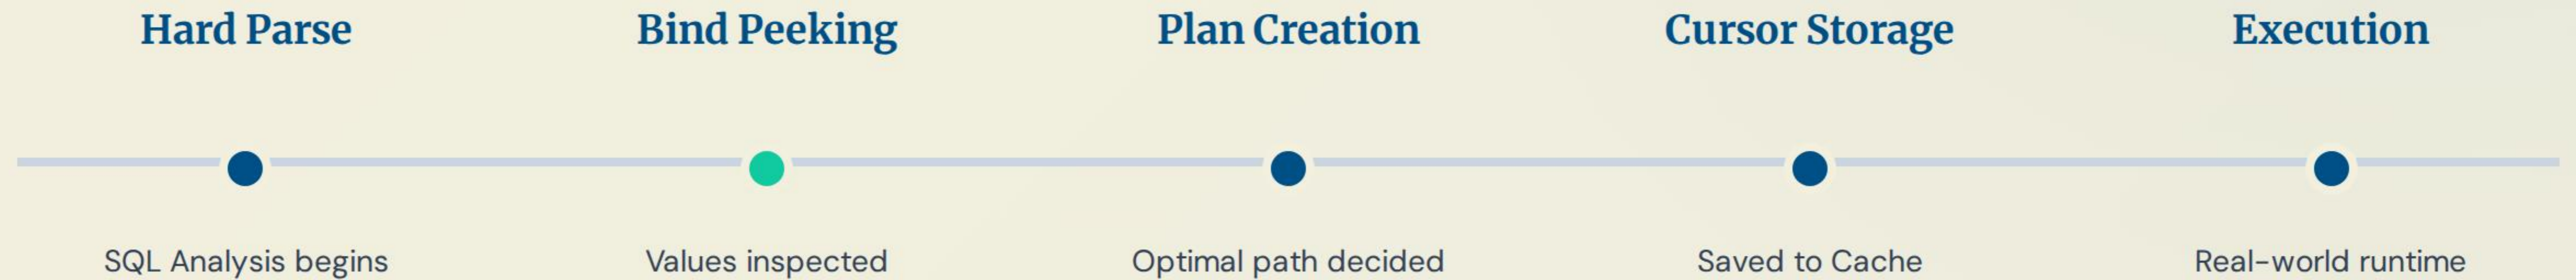 Hard Parse
Bind Peeking
Plan Creation
Cursor Storage
Execution
SQL Analysis begins
Values inspected
Optimal path decided
Saved to Cache
Real-world runtime